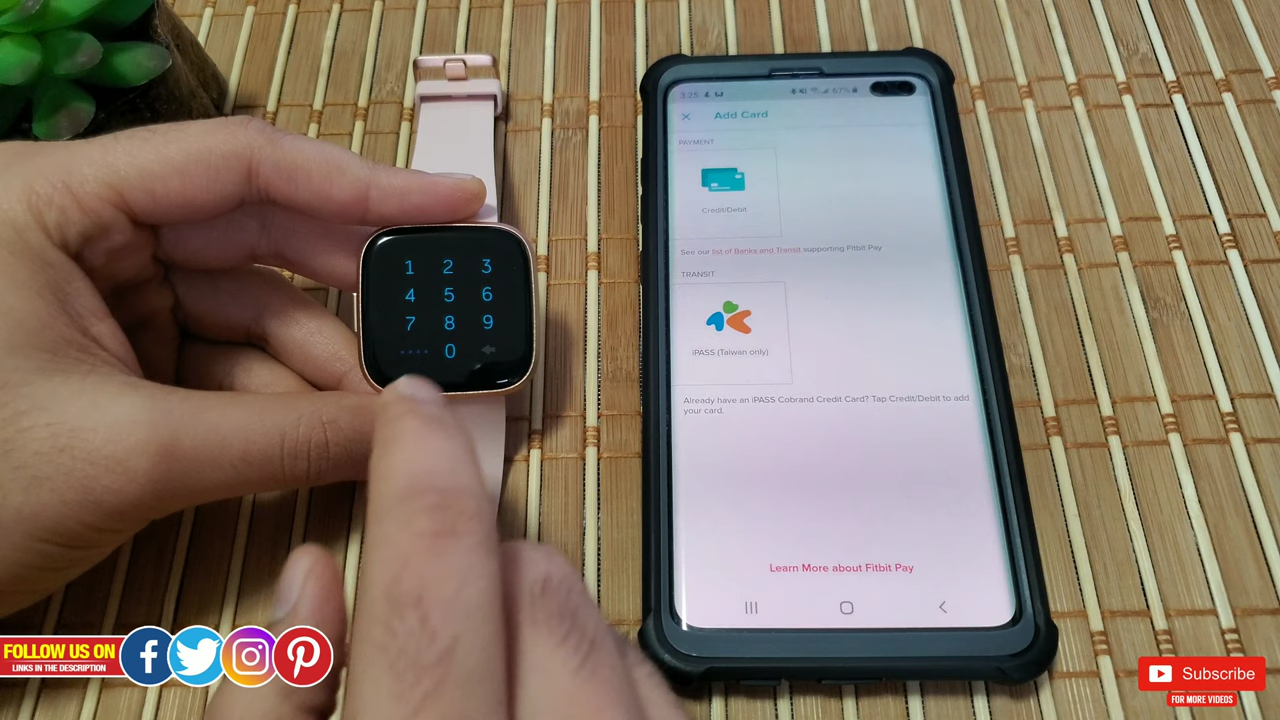 1 2 3
4 5 6
7 8 9
0
3:25
67%
Add Card
PAYMENT
Credit/Debit
See our list of Banks and Transit supporting Fitbit Pay
TRANSIT
iPASS (Taiwan only)
Already have an iPASS Cobrand Credit Card? Tap Credit/Debit to add
your card.
Learn More about Fitbit Pay
FOLLOW US ON
LINKS IN THE DESCRIPTION
Subscribe
FOR MORE VIDEOS